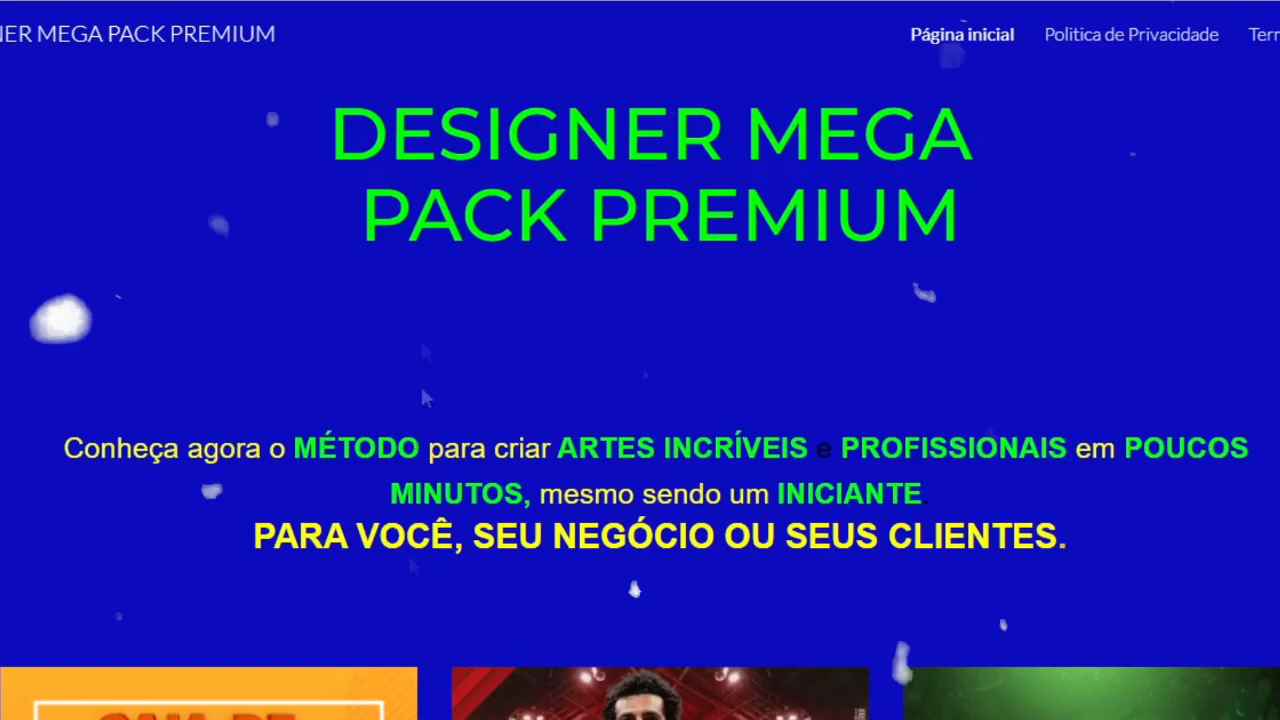 NER MEGA PACK PREMIUM
Página inicial
Politica de Privacidade
DESIGNER MEGA
PACK PREMIUM
Conheça agora o MÉTODO para criar ARTES INCRÍVEIS e PROFISSIONAIS em POUCOS
MINUTOS, mesmo sendo um INICIANTE.
PARA VOCÊ, SEU NEGÓCIO OU SEUS CLIENTES.